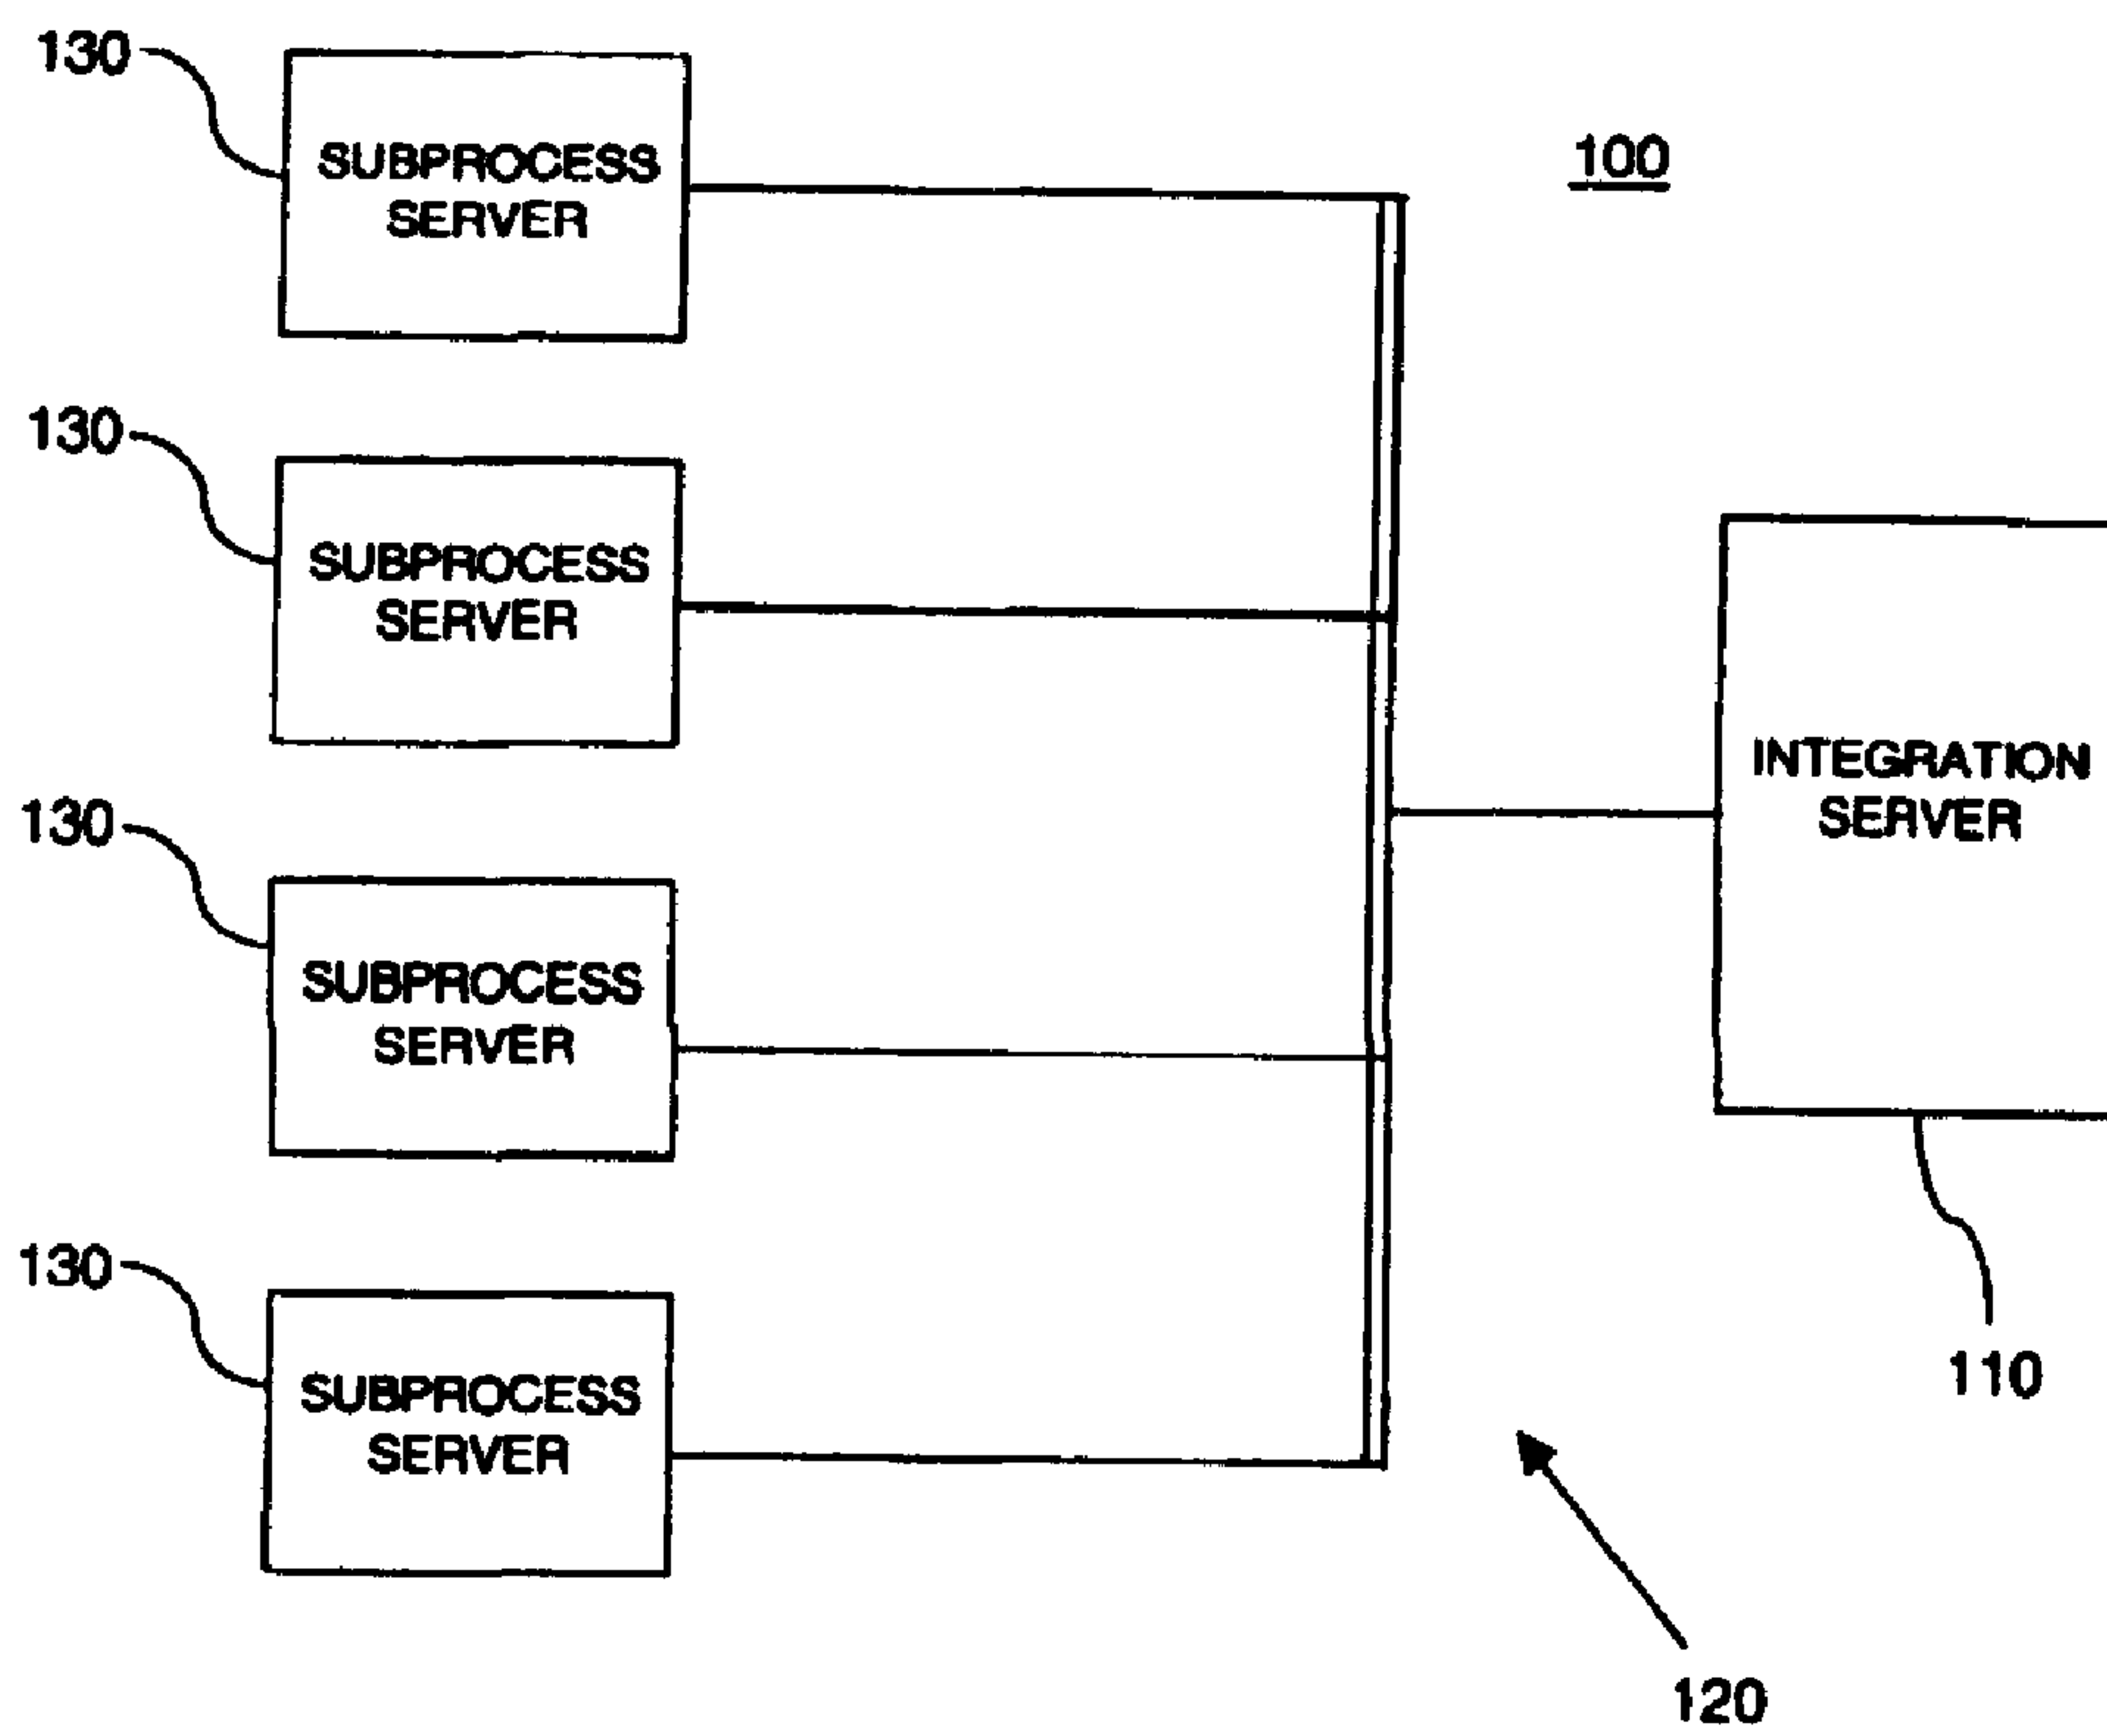 130
SUBPROCESS
SERVER
100
130
SUBPROCESS
SERVER
INTEGRATION
SERVER
130
SUBPROCESS
SERVER
130
SUBPROCESS
SERVER
110
120